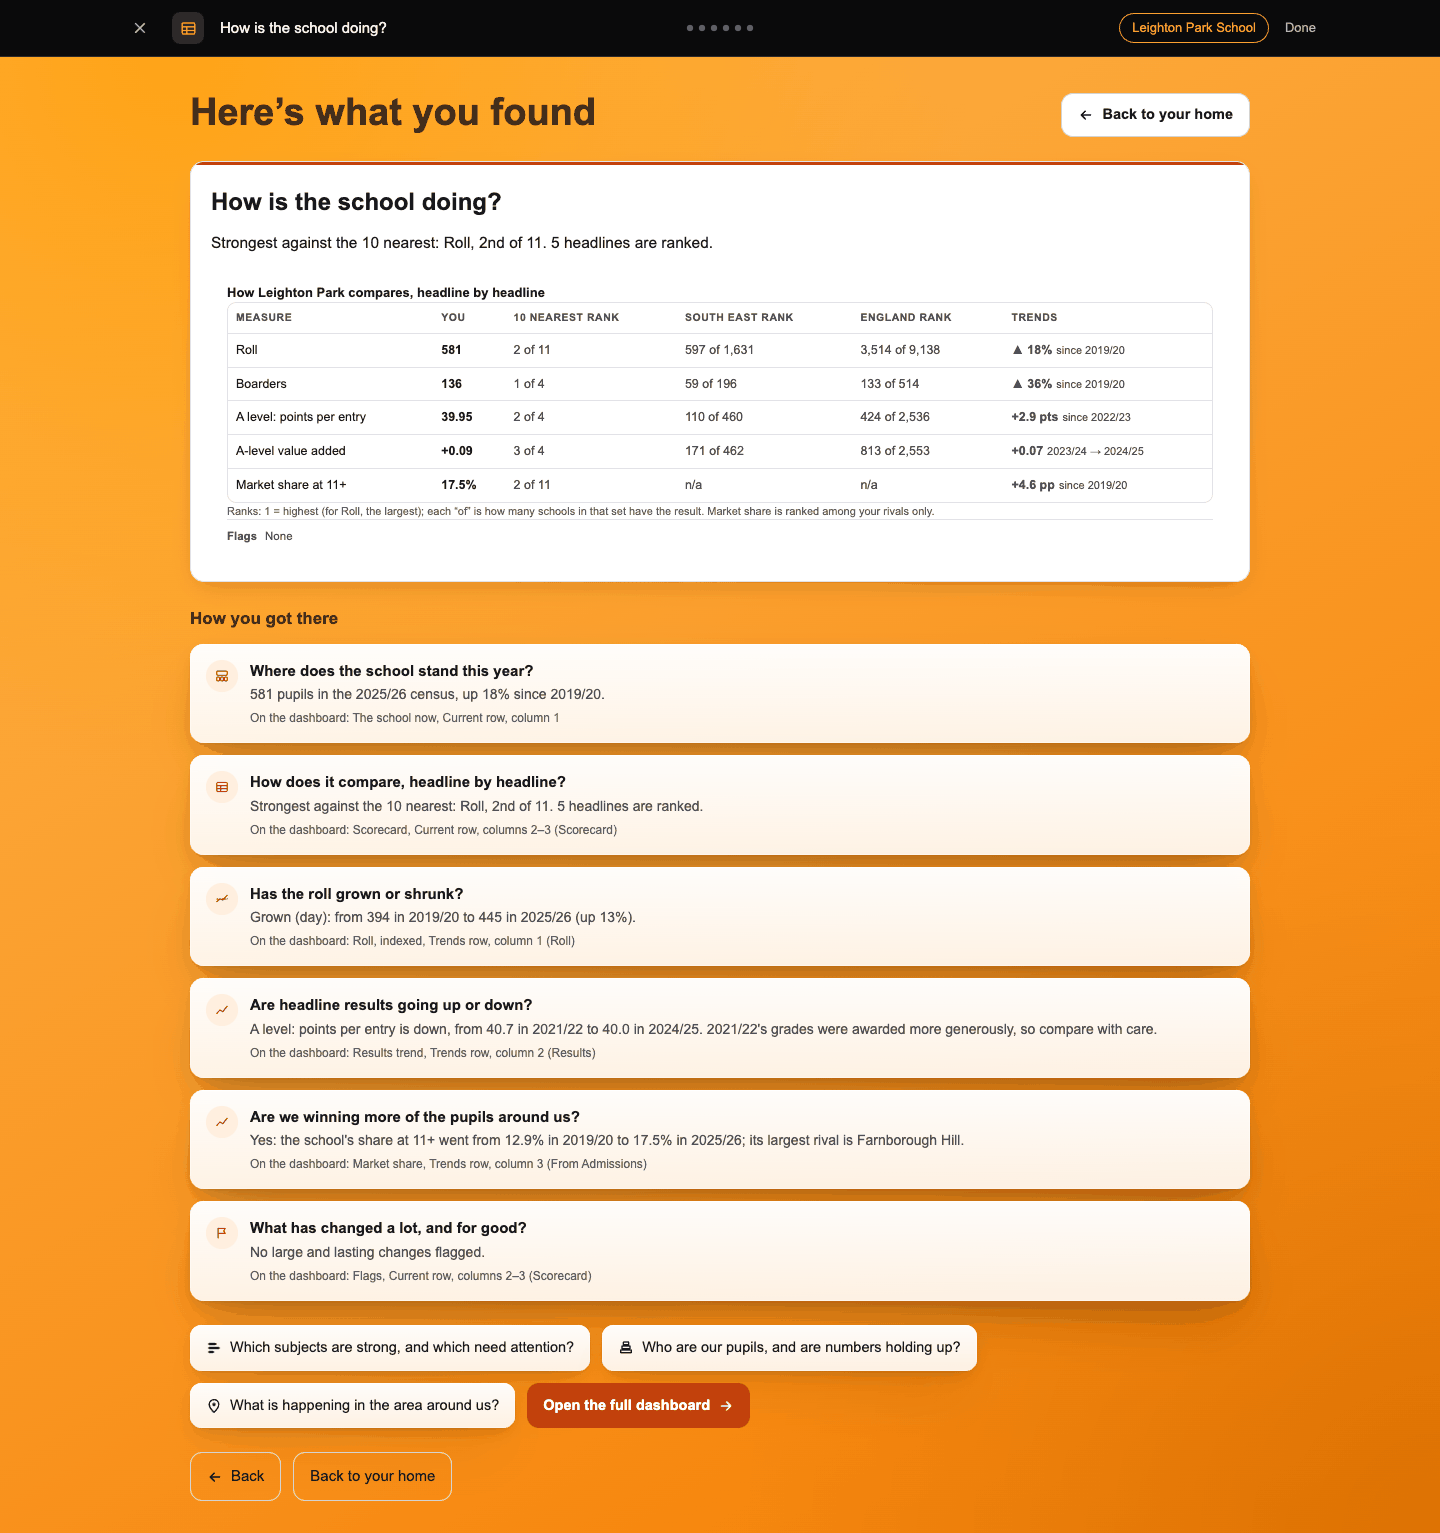 How is the school doing?
Leighton Park School
Done
Here’s what you found
Back to your home
How is the school doing?
Strongest against the 10 nearest: Roll, 2nd of 11. 5 headlines are ranked.
How Leighton Park compares, headline by headline
MEASURE YOU 10 NEAREST RANK SOUTH EAST RANK ENGLAND RANK TRENDS
Roll 581 2 of 11 597 of 1,631 3,514 of 9,138 ▲ 18% since 2019/20
Boarders 136 1 of 4 59 of 196 133 of 514 ▲ 36% since 2019/20
A level: points per entry 39.95 2 of 4 110 of 460 424 of 2,536 +2.9 pts since 2022/23
A-level value added +0.09 3 of 4 171 of 462 813 of 2,553 +0.07 2023/24 → 2024/25
Market share at 11+ 17.5% 2 of 11 n/a n/a +4.6 pp since 2019/20
Ranks: 1 = highest (for Roll, the largest); each “of” is how many schools in that set have the result. Market share is ranked among your rivals only.
Flags None
How you got there
Where does the school stand this year?
581 pupils in the 2025/26 census, up 18% since 2019/20.
On the dashboard: The school now, Current row, column 1
How does it compare, headline by headline?
Strongest against the 10 nearest: Roll, 2nd of 11. 5 headlines are ranked.
On the dashboard: Scorecard, Current row, columns 2–3 (Scorecard)
Has the roll grown or shrunk?
Grown (day): from 394 in 2019/20 to 445 in 2025/26 (up 13%).
On the dashboard: Roll, indexed, Trends row, column 1 (Roll)
Are headline results going up or down?
A level: points per entry is down, from 40.7 in 2021/22 to 40.0 in 2024/25. 2021/22's grades were awarded more generously, so compare with care.
On the dashboard: Results trend, Trends row, column 2 (Results)
Are we winning more of the pupils around us?
Yes: the school's share at 11+ went from 12.9% in 2019/20 to 17.5% in 2025/26; its largest rival is Farnborough Hill.
On the dashboard: Market share, Trends row, column 3 (From Admissions)
What has changed a lot, and for good?
No large and lasting changes flagged.
On the dashboard: Flags, Current row, columns 2–3 (Scorecard)
Which subjects are strong, and which need attention?
Who are our pupils, and are numbers holding up?
What is happening in the area around us?
Open the full dashboard →
← Back
Back to your home